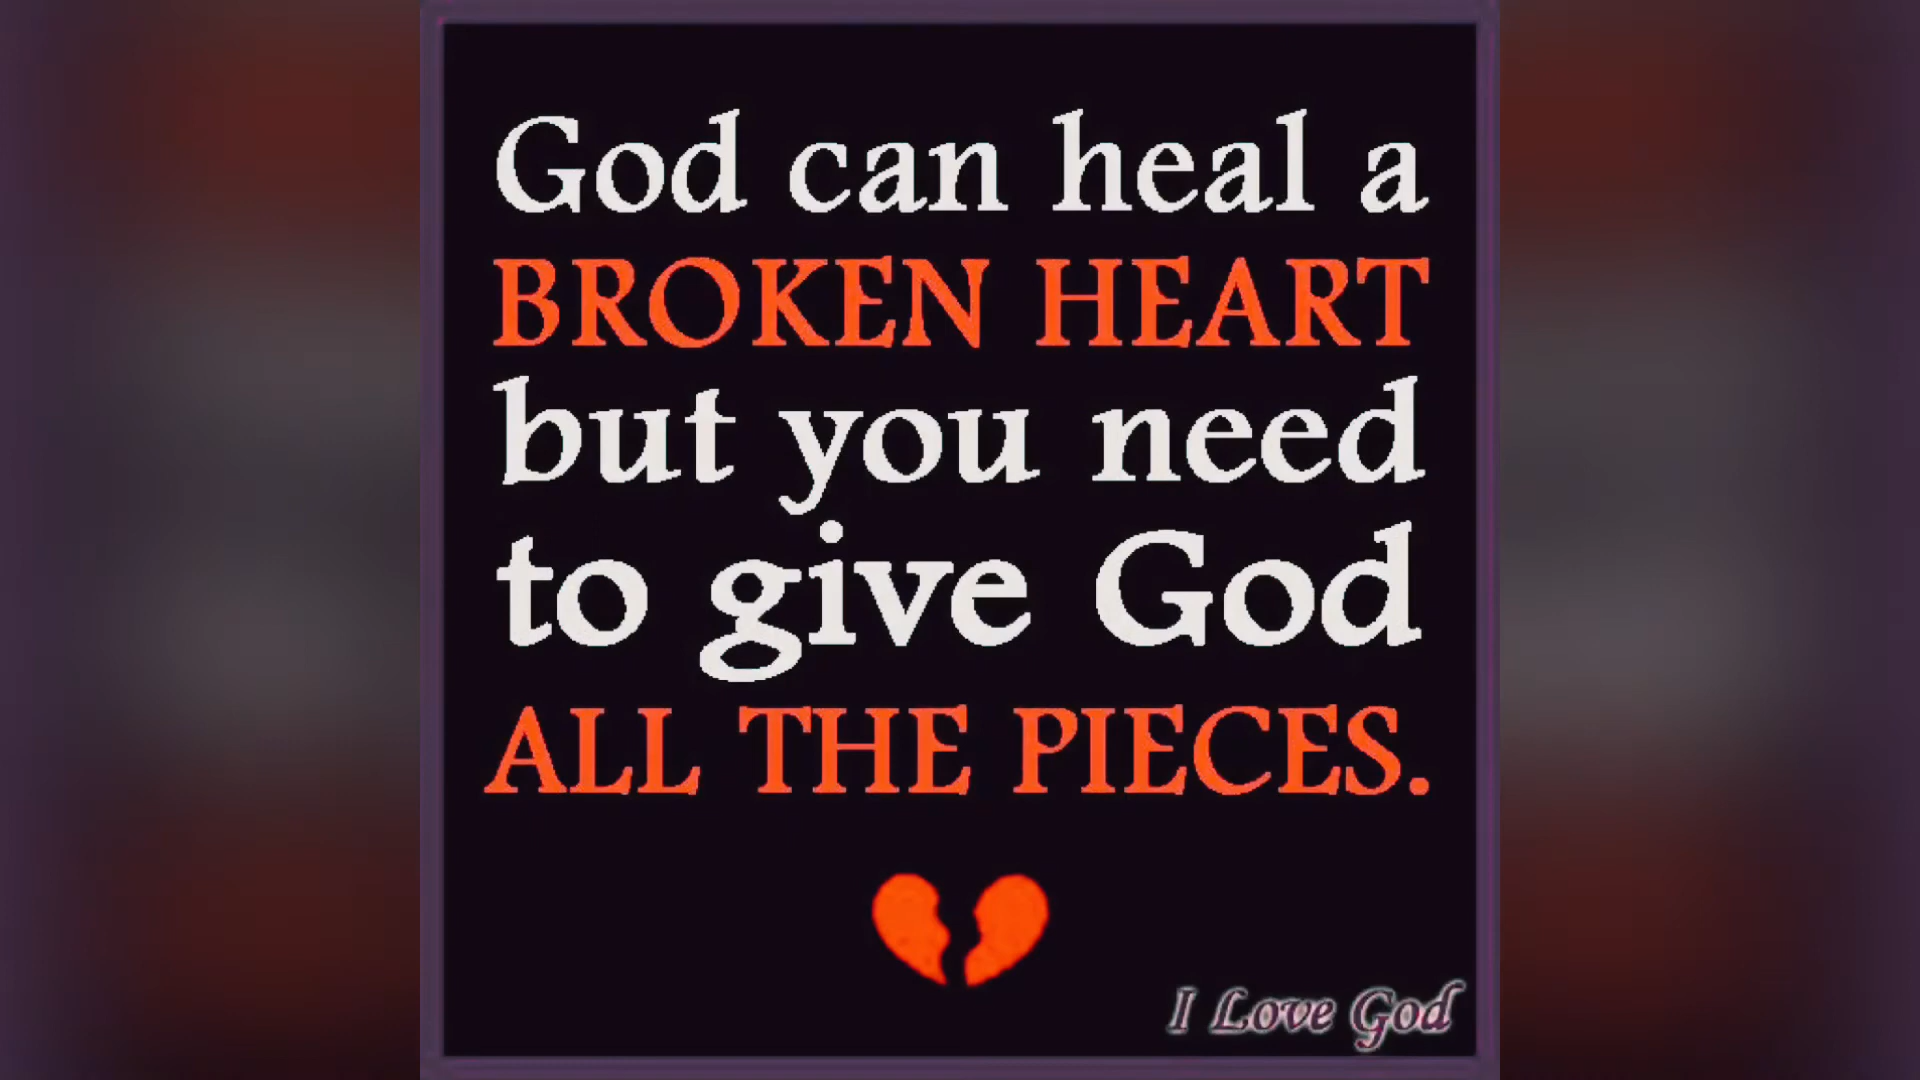 God can heal a
BROKEN HEART
but you need
to give God
ALL THE PIECES.
I Love God